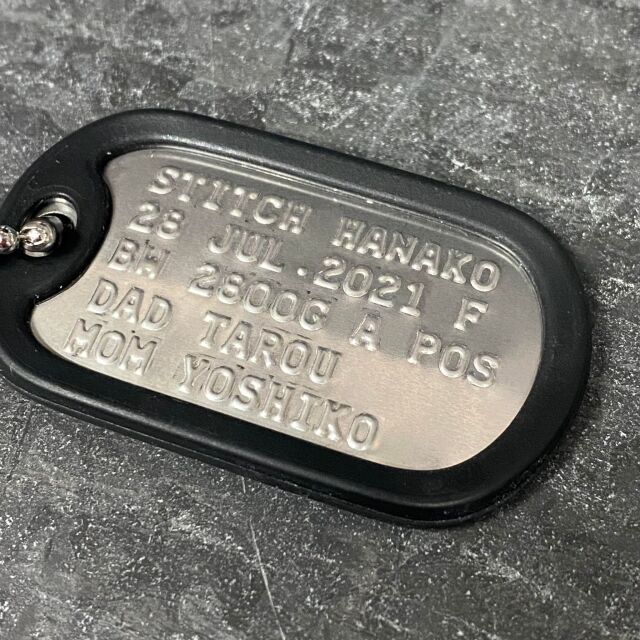 STITCH HANAKO
28 JUL.2021 F
BW 2800G A POS
DAD TAROU
MOM YOSHIKO